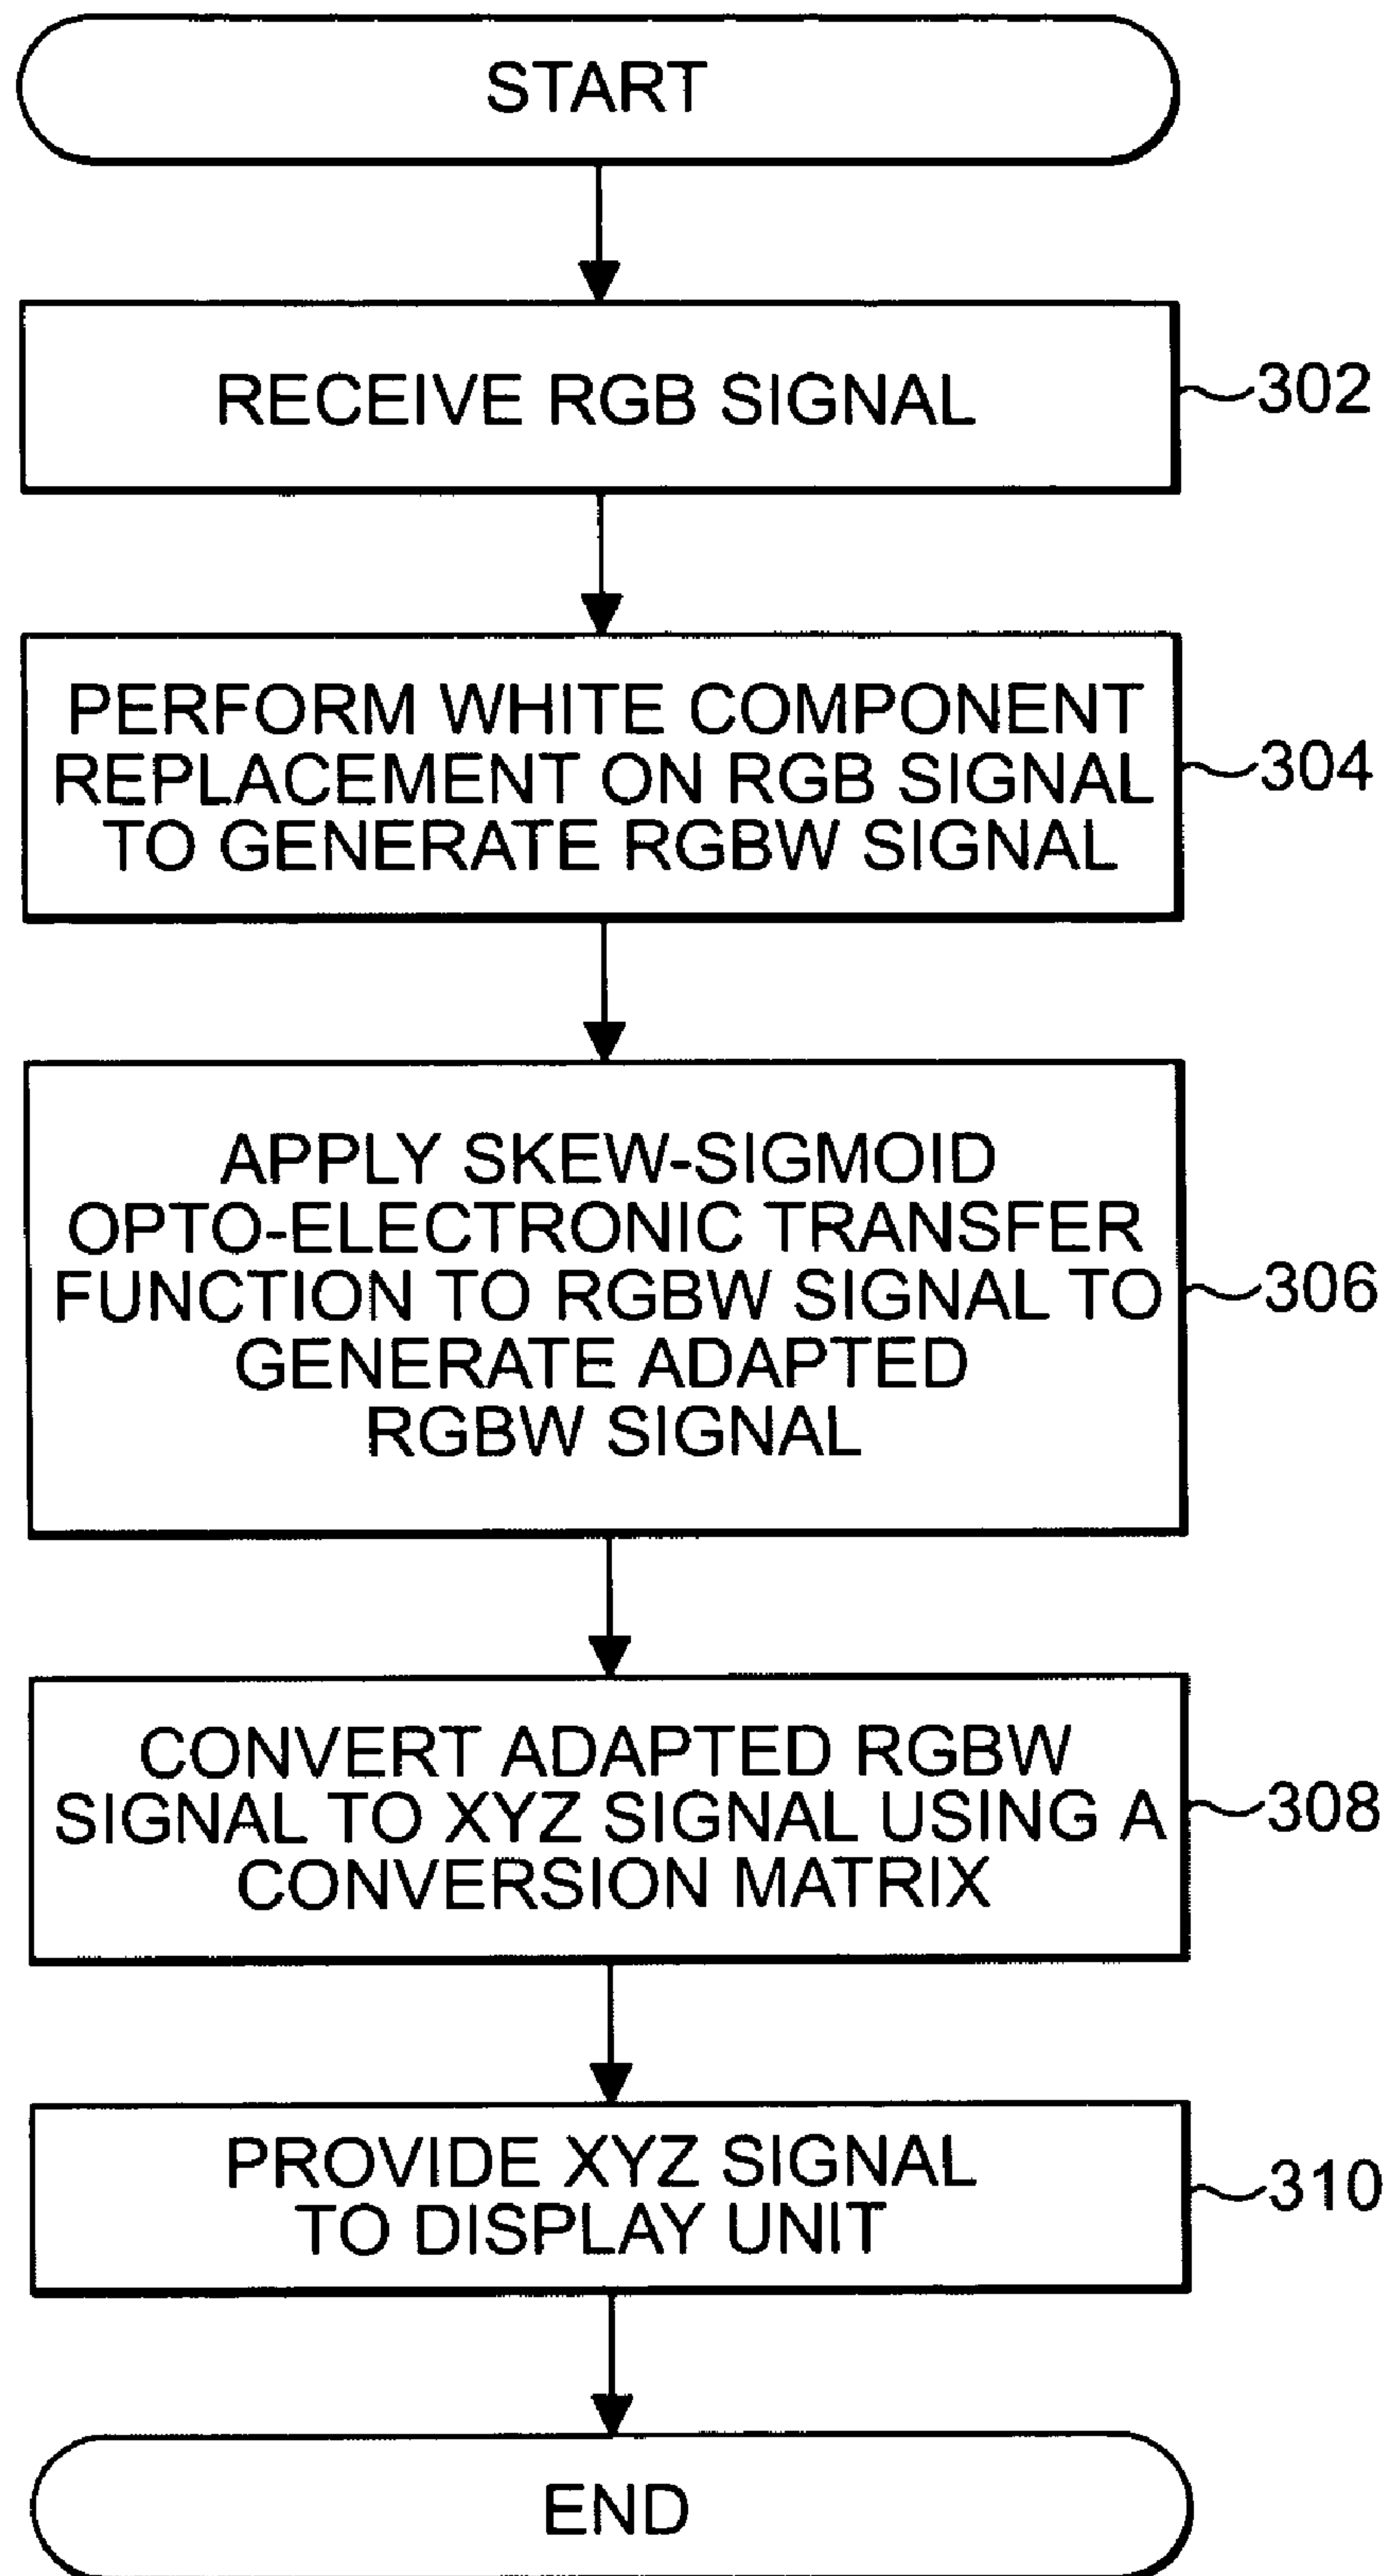 START
RECEIVE RGB SIGNAL
302
PERFORM WHITE COMPONENT
REPLACEMENT ON RGB SIGNAL
TO GENERATE RGBW SIGNAL
304
APPLY SKEW-SIGMOID
OPTO-ELECTRONIC TRANSFER
FUNCTION TO RGBW SIGNAL TO
GENERATE ADAPTED
RGBW SIGNAL
306
CONVERT ADAPTED RGBW
SIGNAL TO XYZ SIGNAL USING A
CONVERSION MATRIX
308
PROVIDE XYZ SIGNAL
TO DISPLAY UNIT
310
END